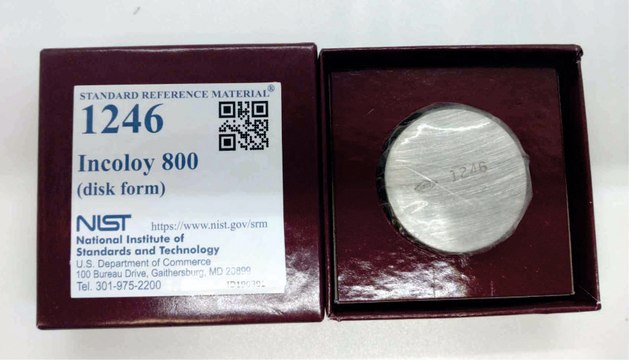 STANDARD REFERENCE MATERIAL®
1246
Incoloy 800
(disk form)
NIST https://www.nist.gov/srm
National Institute of
Standards and Technology
U.S. Department of Commerce
100 Bureau Drive, Gaithersburg, MD 20899
Tel. 301-975-2200
1246